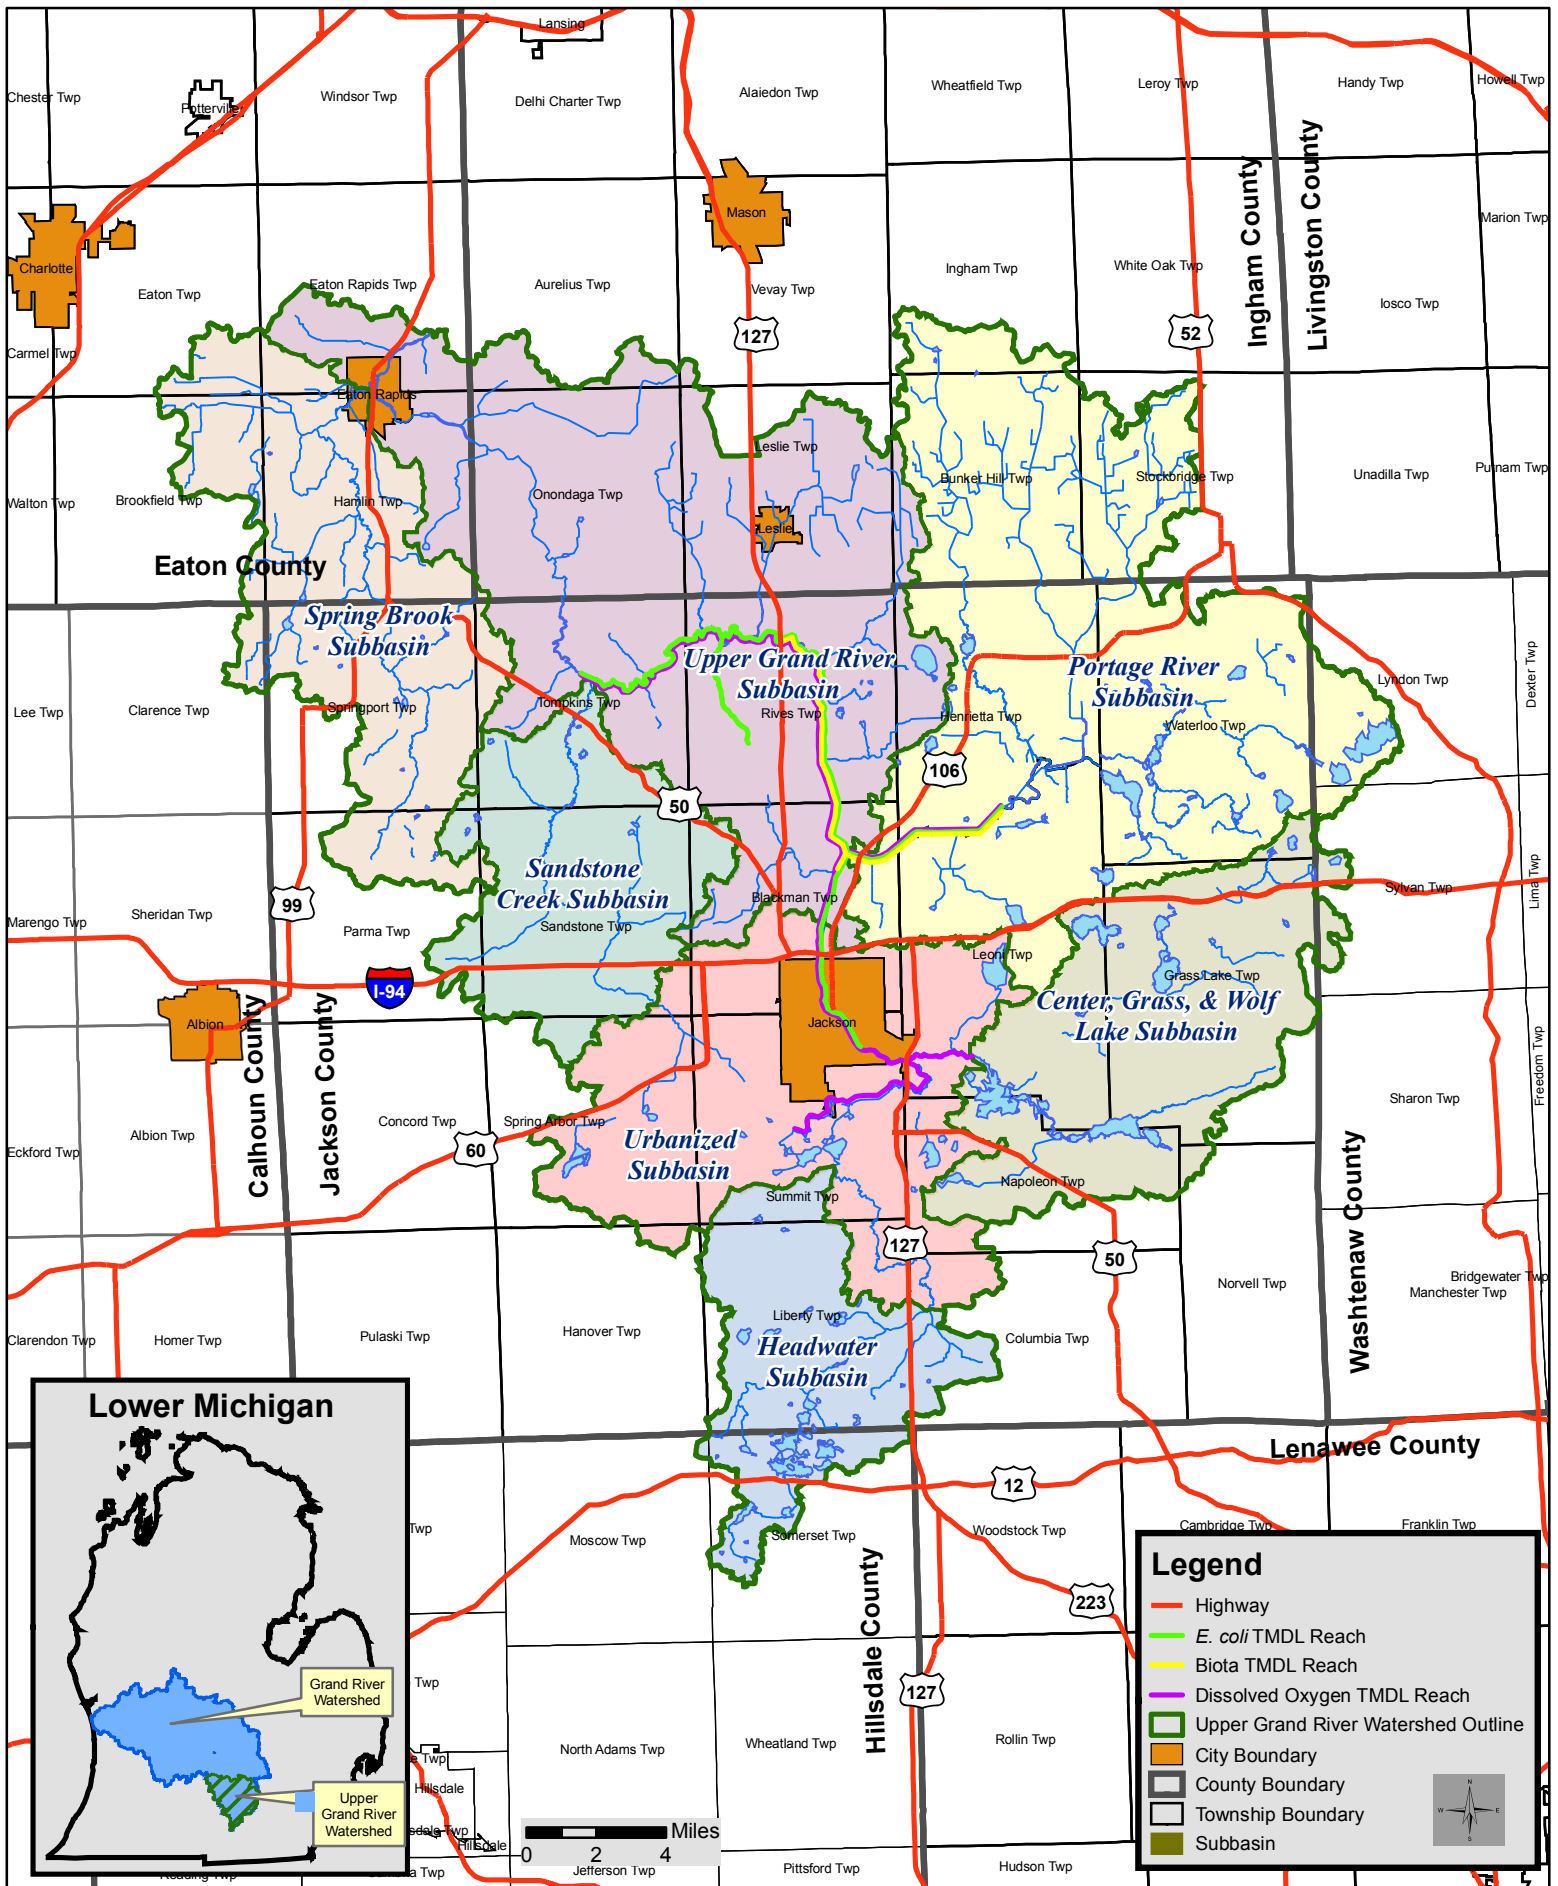 Lansing
Chester Twp
Potterville
Windsor Twp
Delhi Charter Twp
Alaiedon Twp
Wheatfield Twp
Leroy Twp
Handy Twp
Howell Twp
Charlotte
Mason
Ingham County
Livingston County
Marion Twp
Eaton Twp
Eaton Rapids Twp
Aurelius Twp
Vevay Twp
Ingham Twp
White Oak Twp
Iosco Twp
127
52
Carmel Twp
Eaton Rapids
Leslie Twp
Walton Twp
Brookfield Twp
Hamlin Twp
Onondaga Twp
Bunker Hill Twp
Stockbridge Twp
Unadilla Twp
Putnam Twp
Leslie
Eaton County
Spring Brook
Subbasin
Upper Grand River
Subbasin
Portage River
Subbasin
Lee Twp
Clarence Twp
Springport Twp
Tompkins Twp
Rives Twp
Henrietta Twp
Waterloo Twp
Lyndon Twp
Dexter Twp
106
50
Sandstone
Creek Subbasin
99
Marengo Twp
Sheridan Twp
Parma Twp
Sandstone Twp
Blackman Twp
Sylvan Twp
Lima Twp
Leoni Twp
Grass Lake Twp
I-94
Center, Grass, & Wolf
Lake Subbasin
Albion
Jackson
Calhoun County
Jackson County
Freedom Twp
Eckford Twp
Albion Twp
Concord Twp
Spring Arbor Twp
60
Urbanized
Subbasin
Sharon Twp
Summit Twp
Napoleon Twp
Washtenaw County
127
50
Norvell Twp
Bridgewater Twp
Manchester Twp
Clarendon Twp
Homer Twp
Pulaski Twp
Hanover Twp
Liberty Twp
Columbia Twp
Headwater
Subbasin
Lenawee County
12
Twp
Moscow Twp
Somerset Twp
Woodstock Twp
Cambridge Twp
Franklin Twp
223
Hillsdale County
127
Twp
North Adams Twp
Wheatland Twp
Rollin Twp
e Twp
Hillsdale
sdale Twp
Hillsdale
Twp
Jefferson Twp
Pittsford Twp
Hudson Twp
Reading Twp
Lower Michigan
Grand River
Watershed
Upper
Grand River
Watershed
Miles
0 2 4
Legend
Highway
E. coli TMDL Reach
Biota TMDL Reach
Dissolved Oxygen TMDL Reach
Upper Grand River Watershed Outline
City Boundary
County Boundary
Township Boundary
Subbasin
N
W E
S